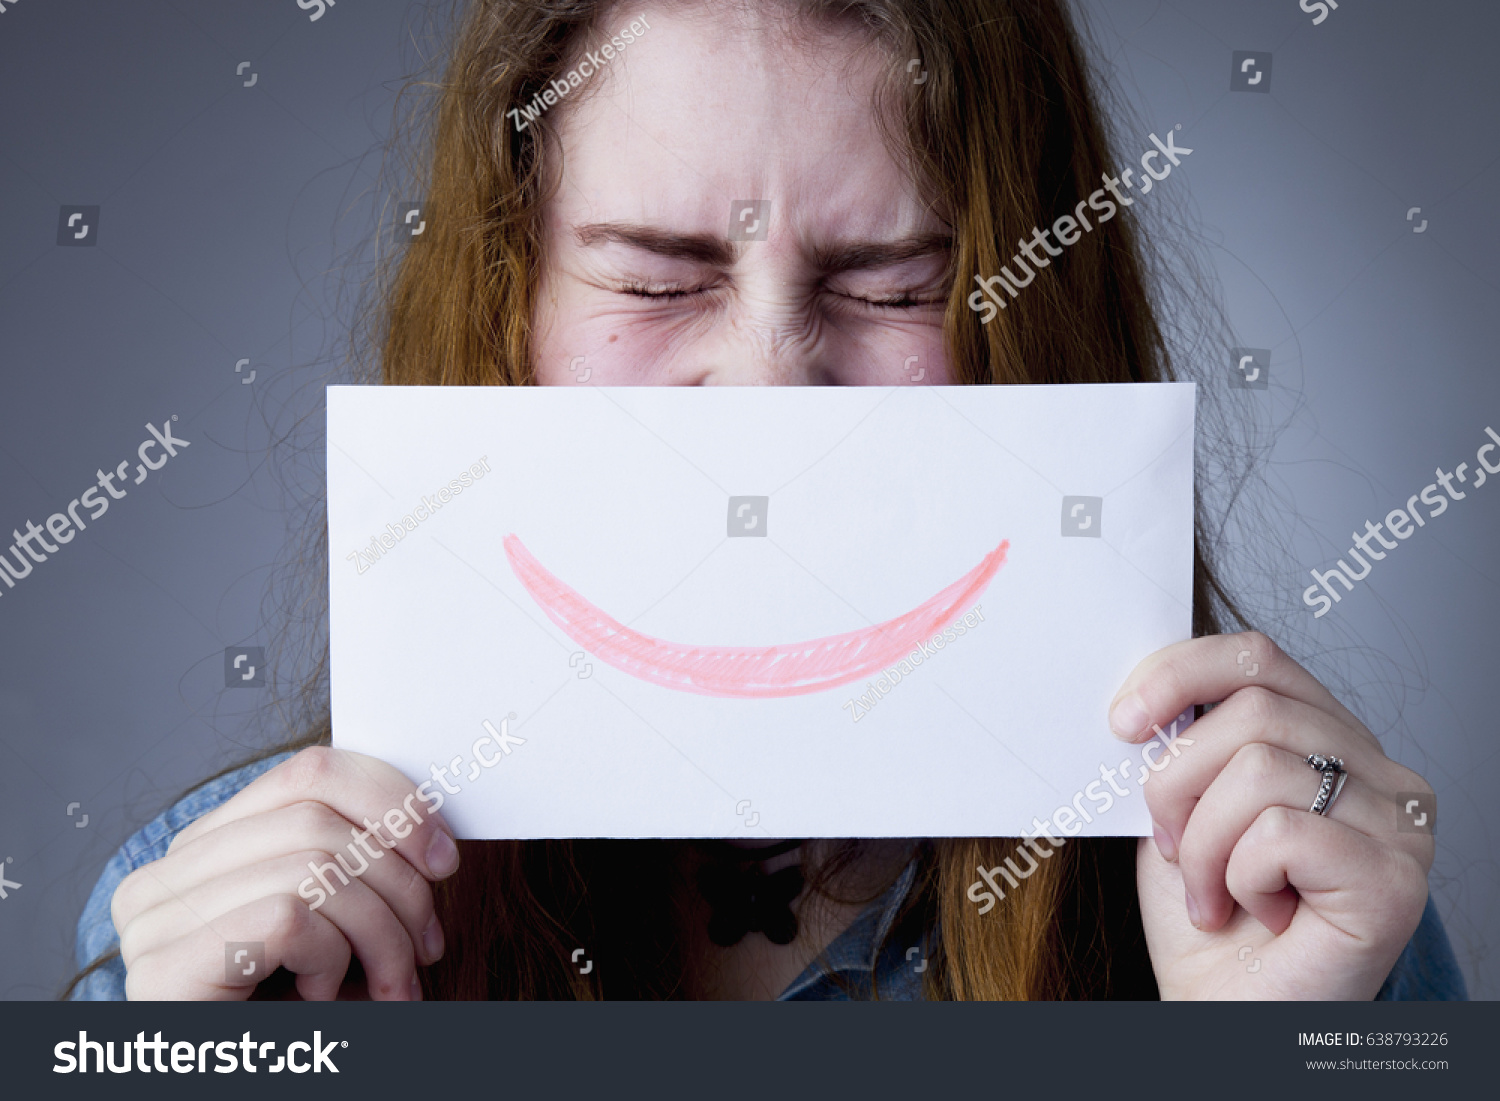 Zwiebackesser
shutterstock
shutterstock
Zwiebackesser
shutterstock
Zwiebackesser
shutterstock
shutterstock
shutterstock®
IMAGE ID: 638793226
www.shutterstock.com